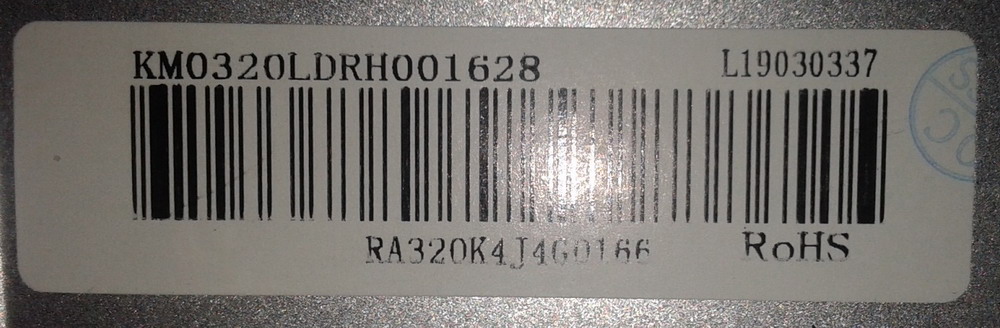 KM0320LDRH001628 L19030337
RA320K4J4G0166 RoHS